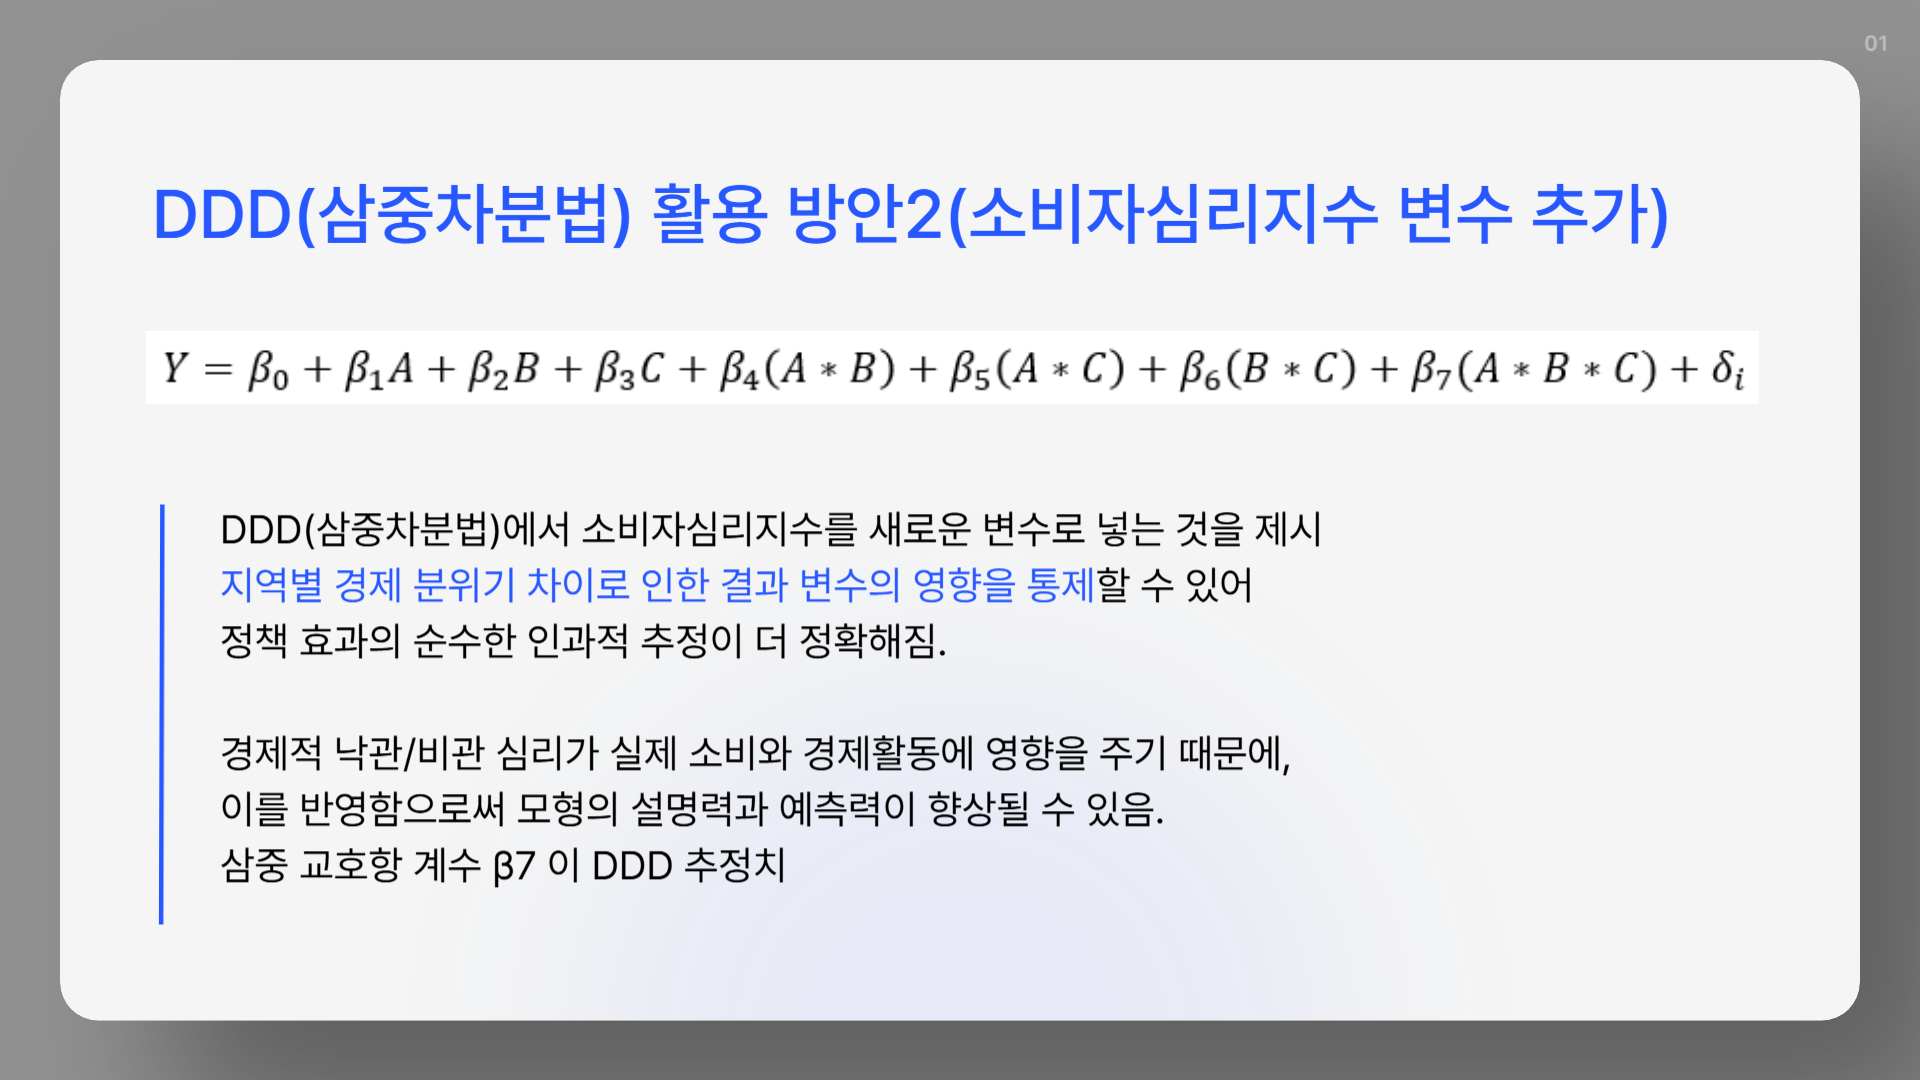 01
DDD(삼중차분법) 활용 방안2(소비자심리지수 변수 추가)
Y = β₀ + β₁A + β₂B + β₃C + β₄(A * B) + β₅(A * C) + β₆(B * C) + β₇(A * B * C) + δᵢ
DDD(삼중차분법)에서 소비자심리지수를 새로운 변수로 넣는 것을 제시
지역별 경제 분위기 차이로 인한 결과 변수의 영향을 통제할 수 있어
정책 효과의 순수한 인과적 추정이 더 정확해짐.
경제적 낙관/비관 심리가 실제 소비와 경제활동에 영향을 주기 때문에,
이를 반영함으로써 모형의 설명력과 예측력이 향상될 수 있음.
삼중 교호항 계수 β7 이 DDD 추정치